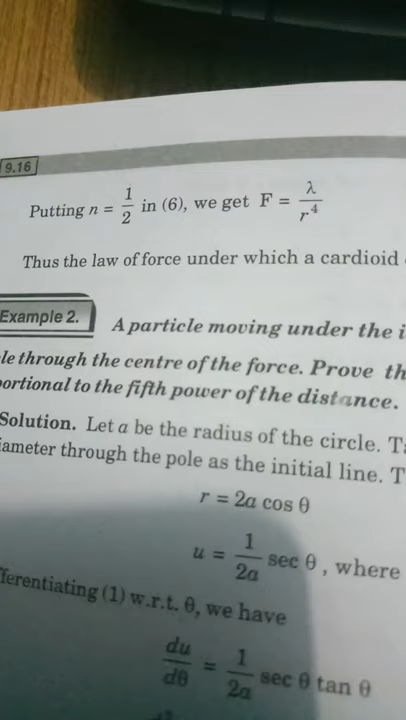 9.16
Putting n = 1/2 in (6), we get F = λ/r⁴
Thus the law of force under which a cardioid
Example 2. A particle moving under the i
le through the centre of the force. Prove th
portional to the fifth power of the distance.
Solution. Let a be the radius of the circle. T
iameter through the pole as the initial line. T
r = 2a cos θ
u = 1/2a sec θ , where
fferentiating (1) w.r.t. θ, we have
du/dθ = 1/2a sec θ tan θ